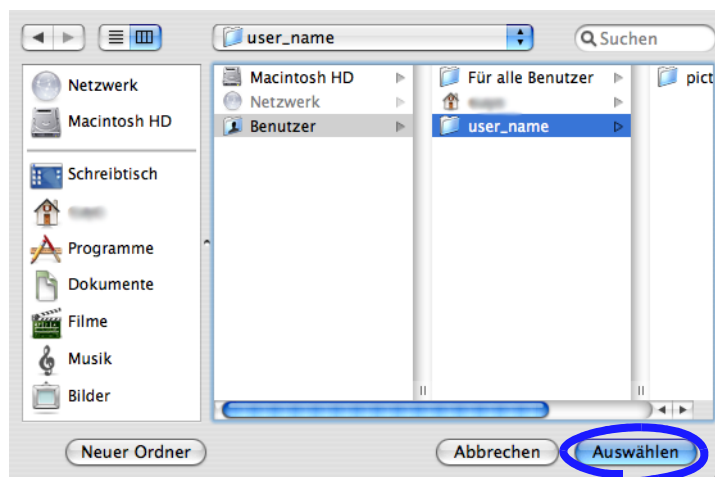 user_name
Suchen
Netzwerk
Macintosh HD
Schreibtisch
Programme
Dokumente
Filme
Musik
Bilder
Macintosh HD
Netzwerk
Benutzer
Für alle Benutzer
user_name
pict
Neuer Ordner
Abbrechen
Auswählen